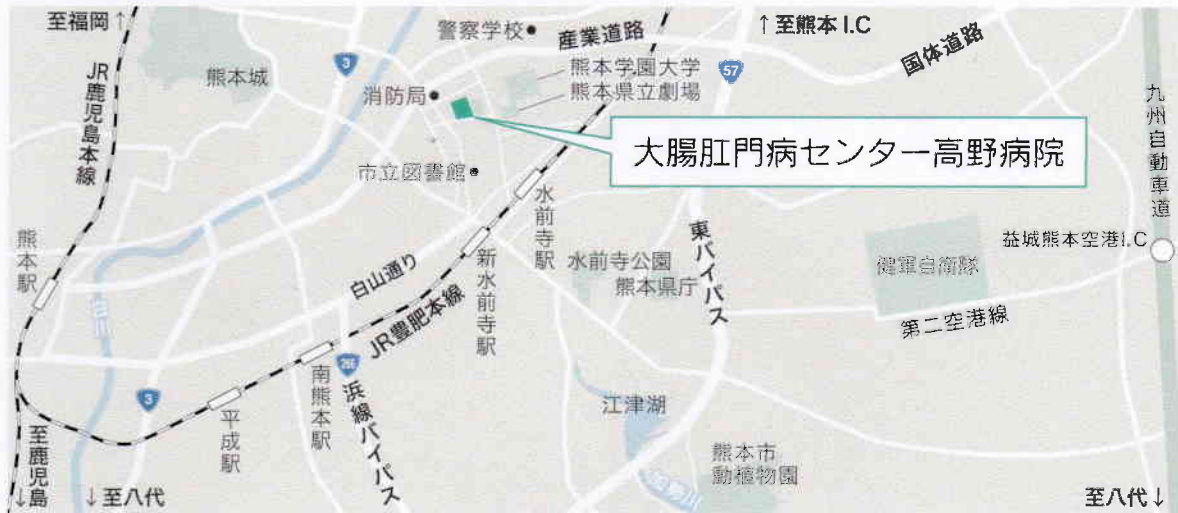 至福岡↑
警察学校
産業道路
↑至熊本I.C
国体道路
JR鹿児島本線
熊本城
3
消防局
熊本学園大学
熊本県立劇場
57
九州自動車道
大腸肛門病センター高野病院
市立図書館
水前寺駅
熊本駅
白川
白山通り
新水前寺駅
水前寺公園
熊本県庁
東バイパス
健軍自衛隊
益城熊本空港I.C
第二空港線
JR豊肥本線
266
3
南熊本駅
浜線バイパス
平成駅
江津湖
熊本市
動植物園
至鹿児島↓
↓至八代
至八代↓